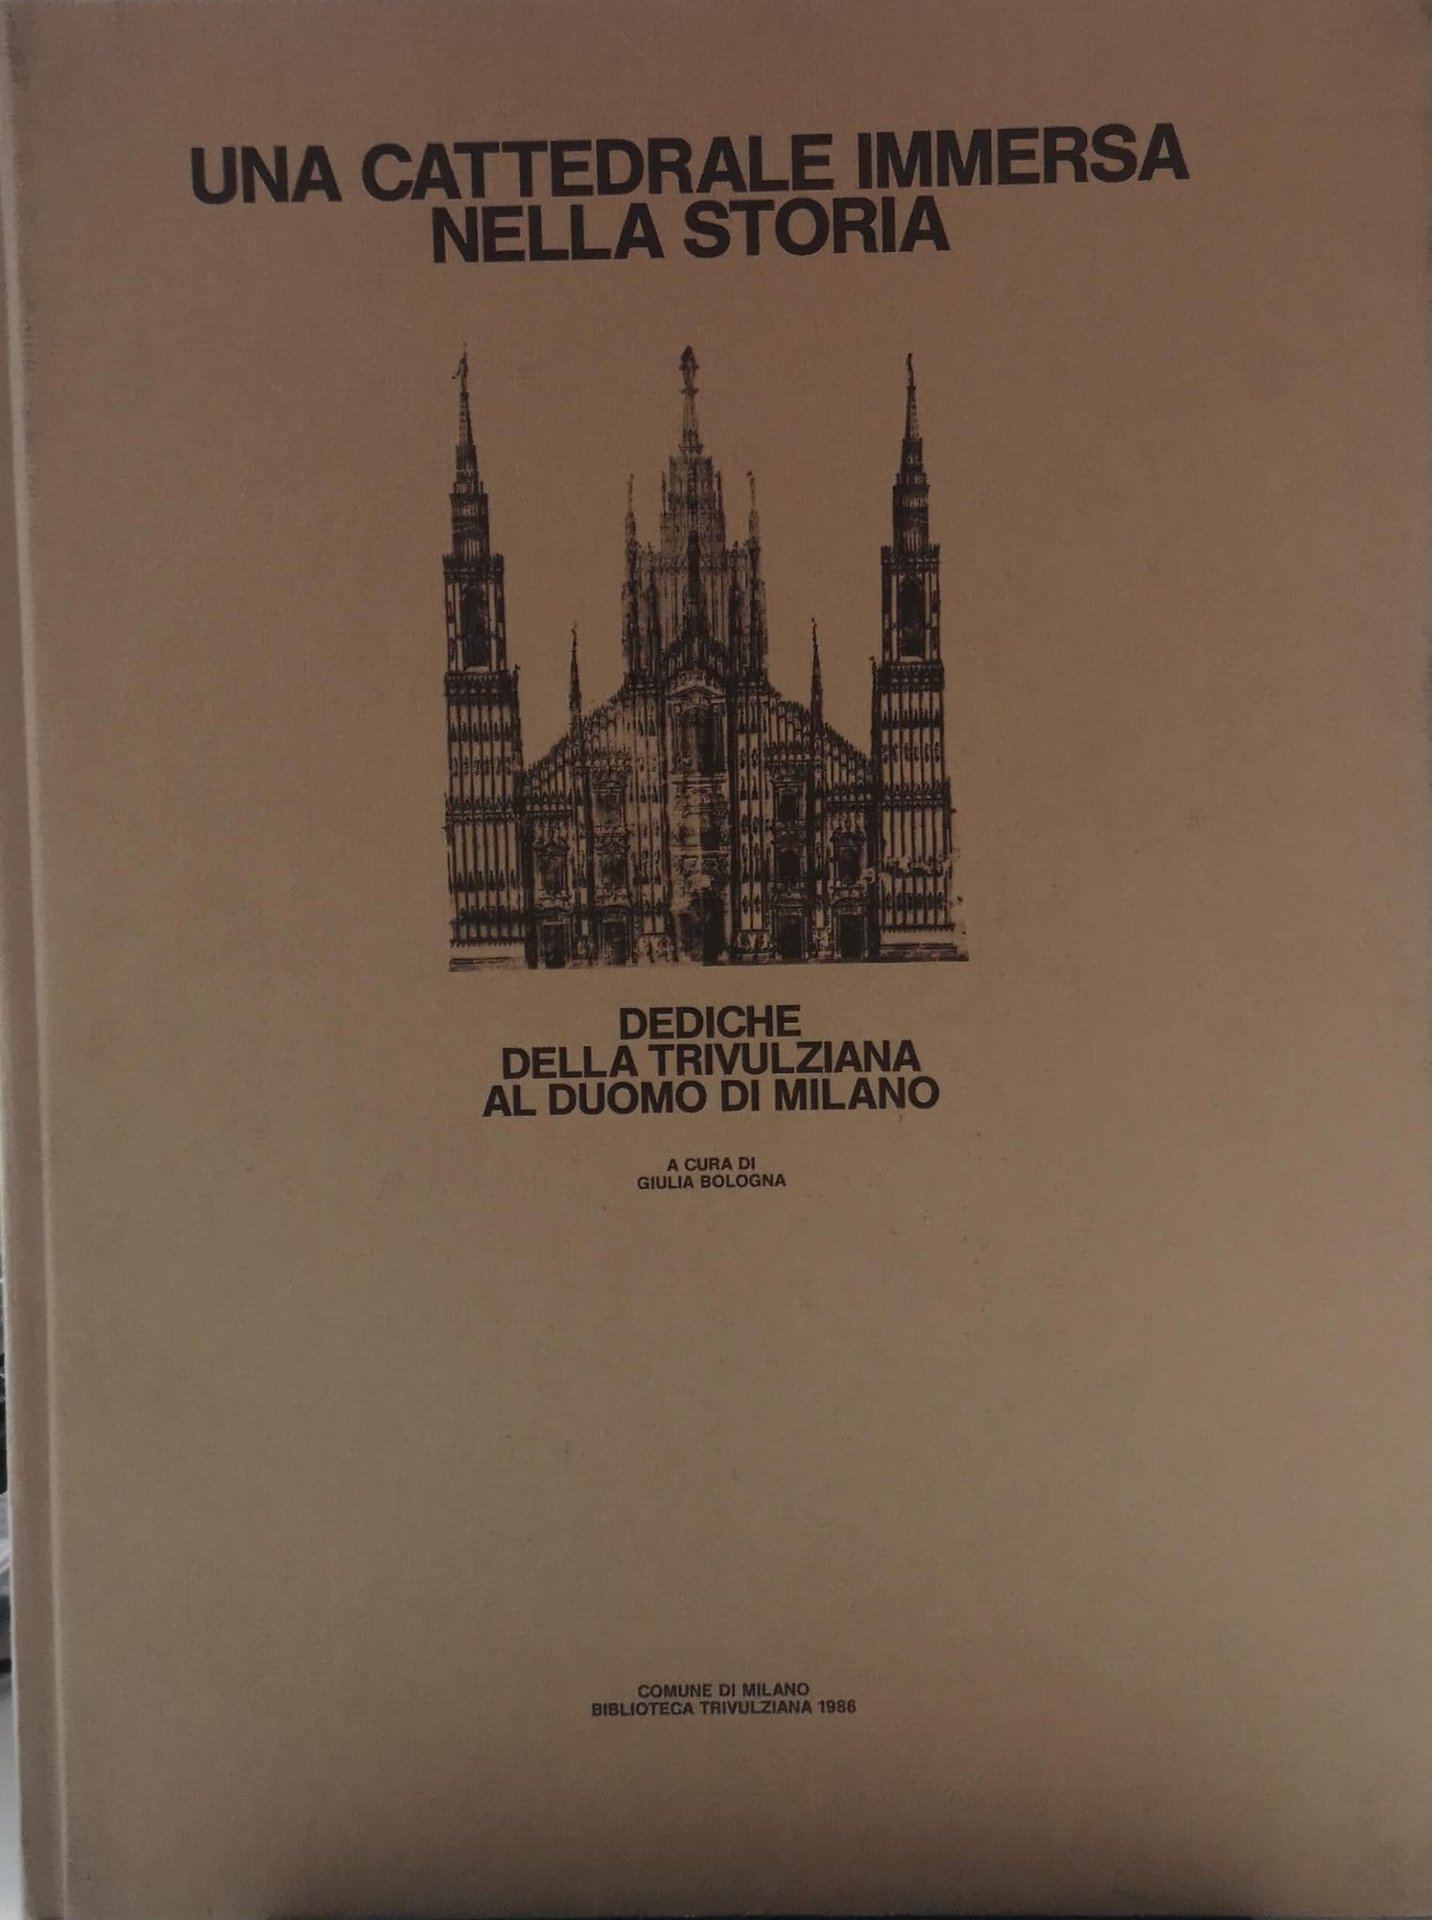 UNA CATTEDRALE IMMERSA
NELLA STORIA
DEDICHE
DELLA TRIVULZIANA
AL DUOMO DI MILANO
A CURA DI
GIULIA BOLOGNA
COMUNE DI MILANO
BIBLIOTECA TRIVULZIANA 1986